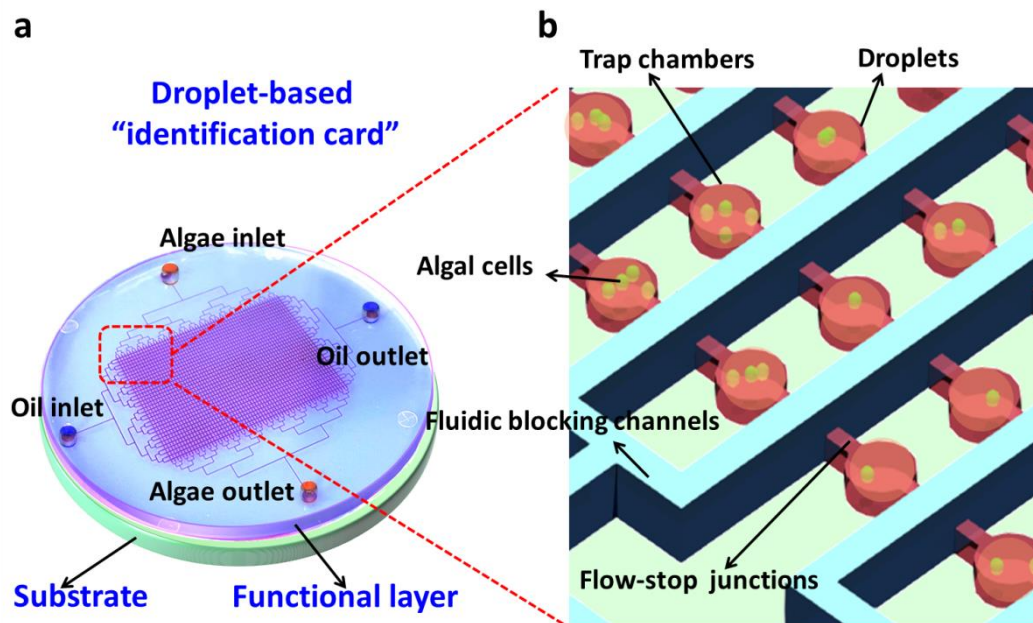 a
Droplet-based
“identification card”
Algae inlet
Oil outlet
Oil inlet
Algae outlet
Substrate
Functional layer
b
Trap chambers
Droplets
Algal cells
Fluidic blocking channels
Flow-stop junctions